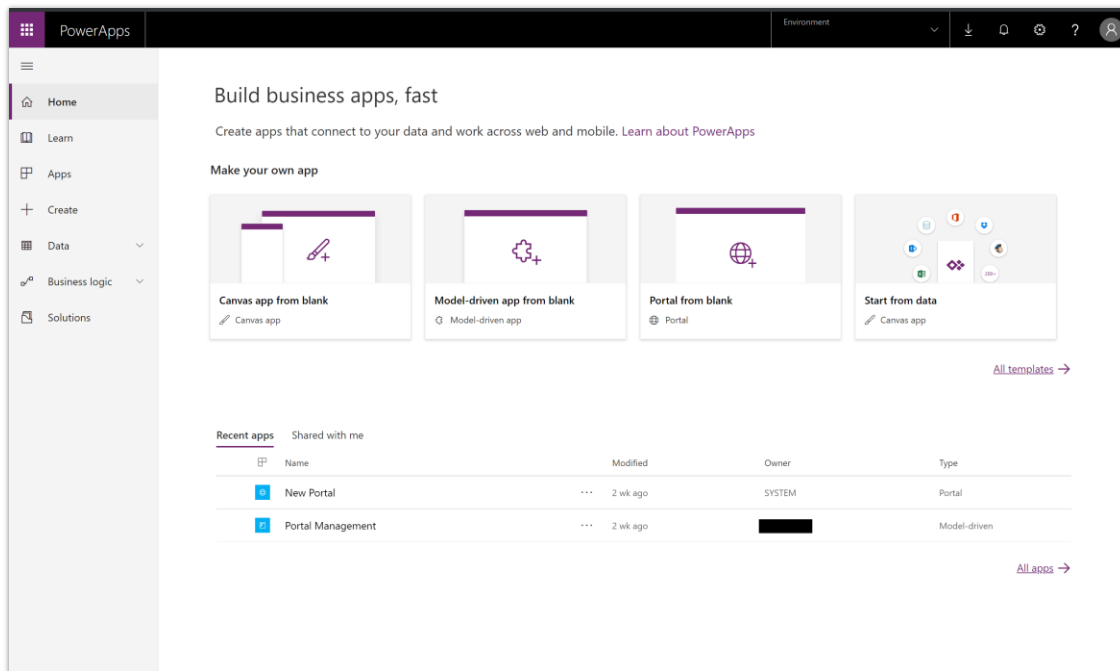 PowerApps
Environment
?
Home
Learn
Apps
Create
Data
Business logic
Solutions
Build business apps, fast
Create apps that connect to your data and work across web and mobile. Learn about PowerApps
Make your own app
Canvas app from blank
Canvas app
Model-driven app from blank
Model-driven app
Portal from blank
Portal
200+
Start from data
Canvas app
All templates
Recent apps Shared with me
Name Modified Owner Type
New Portal ... 2 wk ago SYSTEM Portal
Portal Management ... 2 wk ago Model-driven
All apps